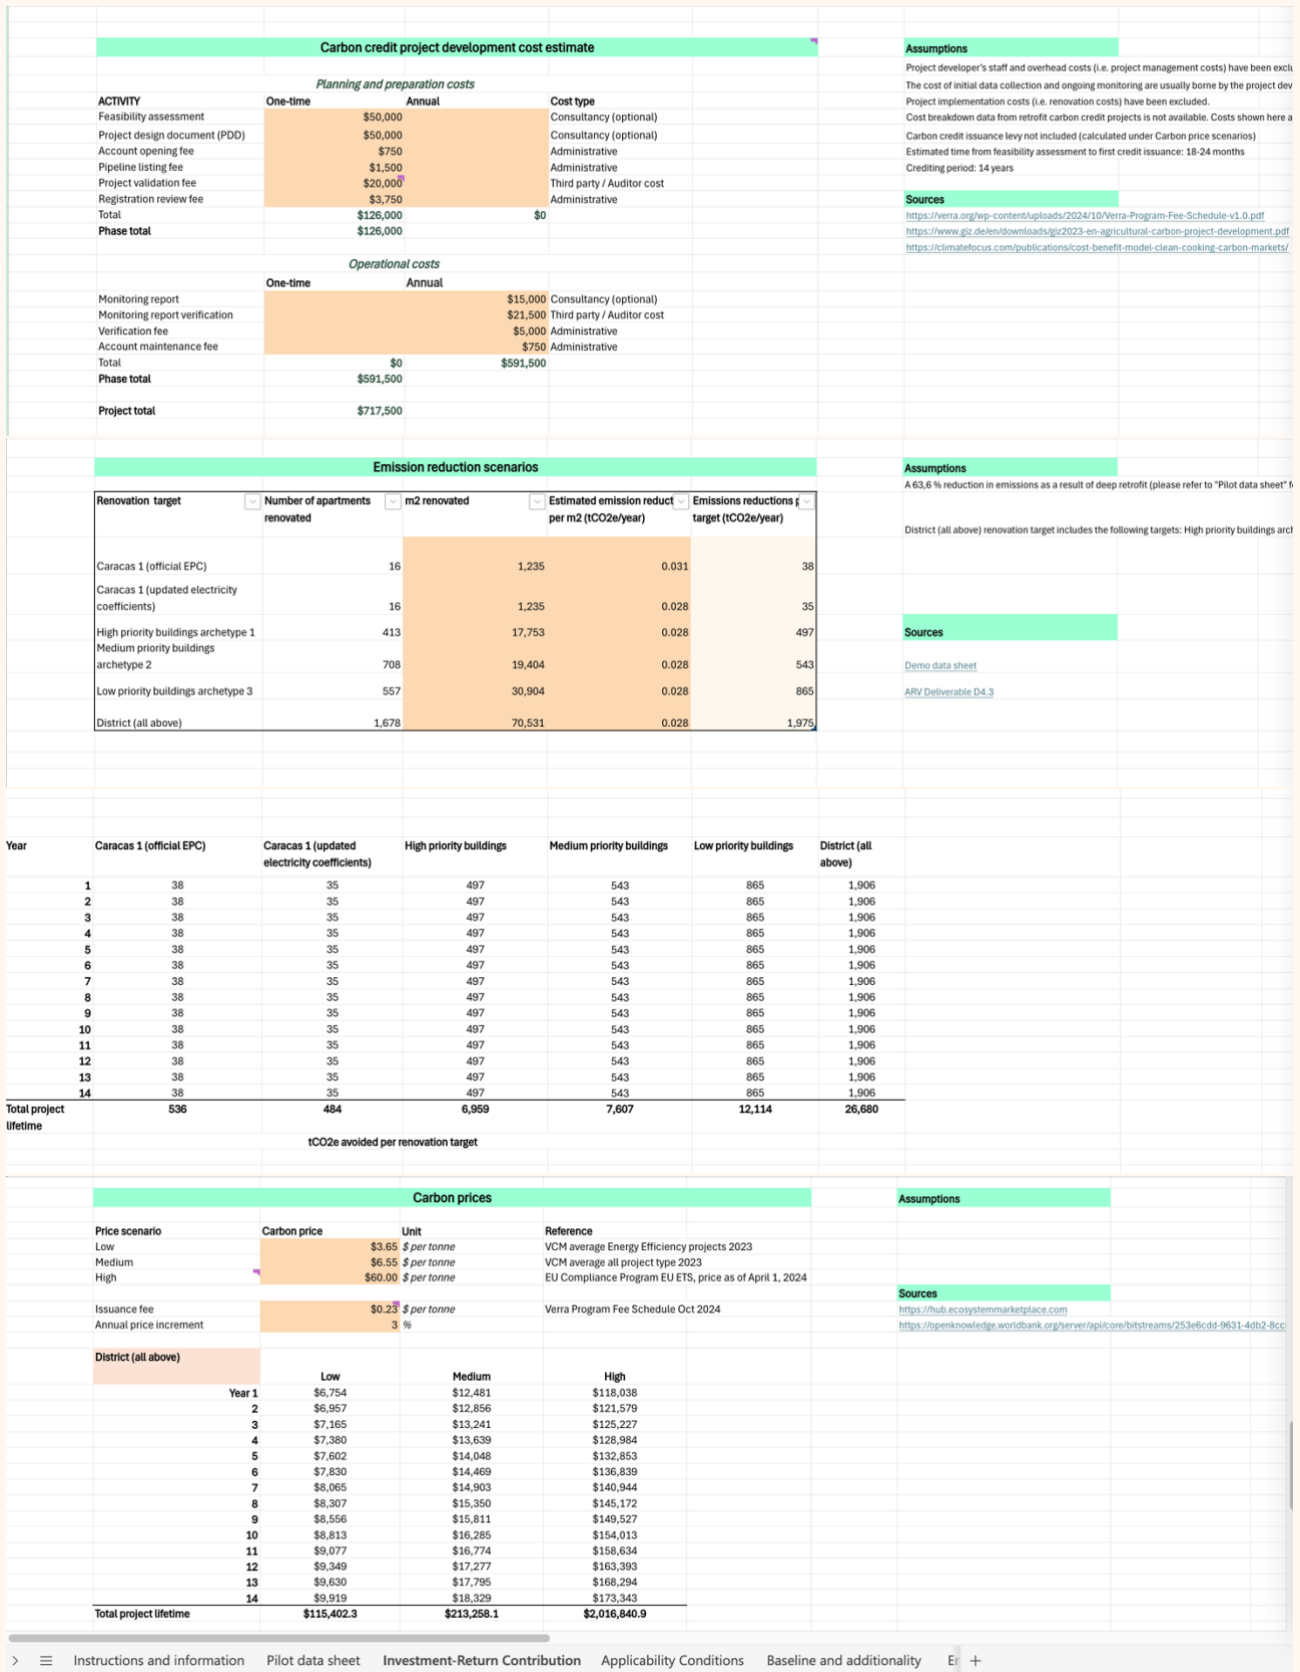 Carbon credit project development cost estimate
Assumptions
Planning and preparation costs
Project developer's staff and overhead costs (i.e. project management costs) have been exclu
The cost of initial data collection and ongoing monitoring are usually borne by the project dev
ACTIVITY One-time Annual Cost type
Project implementation costs (i.e. renovation costs) have been excluded.
Feasibility assessment $50,000 Consultancy (optional)
Cost breakdown data from retrofit carbon credit projects is not available. Costs shown here a
Project design document (PDD) $50,000 Consultancy (optional)
Carbon credit issuance levy not included (calculated under Carbon price scenarios)
Account opening fee $750 Administrative
Estimated time from feasibility assessment to first credit issuance: 18-24 months
Pipeline listing fee $1,500 Administrative
Crediting period: 14 years
Project validation fee $20,000 Third party / Auditor cost
Registration review fee $3,750 Administrative
Sources
Total $126,000 $0
https://verra.org/wp-content/uploads/2024/10/Verra-Program-Fee-Schedule-v1.0.pdf
Phase total $126,000
https://www.giz.de/en/downloads/giz2023-en-agricultural-carbon-project-development.pdf
https://climatefocus.com/publications/cost-benefit-model-clean-cooking-carbon-markets/
Operational costs
One-time Annual
Monitoring report $15,000 Consultancy (optional)
Monitoring report verification $21,500 Third party / Auditor cost
Verification fee $5,000 Administrative
Account maintenance fee $750 Administrative
Total $0 $591,500
Phase total $591,500
Project total $717,500
Emission reduction scenarios
Assumptions
A 63,6 % reduction in emissions as a result of deep retrofit (please refer to "Pilot data sheet" f
Renovation target Number of apartments renovated m2 renovated Estimated emission reduct per m2 (tCO2e/year) Emissions reductions p target (tCO2e/year)
District (all above) renovation target includes the following targets: High priority buildings arch
Caracas 1 (official EPC) 16 1,235 0.031 38
Caracas 1 (updated electricity
coefficients) 16 1,235 0.028 35
High priority buildings archetype 1 413 17,753 0.028 497
Sources
Medium priority buildings
archetype 2 708 19,404 0.028 543
Demo data sheet
Low priority buildings archetype 3 557 30,904 0.028 865
ARV Deliverable D4.3
District (all above) 1,678 70,531 0.028 1,975
Year Caracas 1 (official EPC) Caracas 1 (updated electricity coefficients) High priority buildings Medium priority buildings Low priority buildings District (all above)
1 38 35 497 543 865 1,906
2 38 35 497 543 865 1,906
3 38 35 497 543 865 1,906
4 38 35 497 543 865 1,906
5 38 35 497 543 865 1,906
6 38 35 497 543 865 1,906
7 38 35 497 543 865 1,906
8 38 35 497 543 865 1,906
9 38 35 497 543 865 1,906
10 38 35 497 543 865 1,906
11 38 35 497 543 865 1,906
12 38 35 497 543 865 1,906
13 38 35 497 543 865 1,906
14 38 35 497 543 865 1,906
Total project lifetime 536 484 6,959 7,607 12,114 26,680
tCO2e avoided per renovation target
Carbon prices
Assumptions
Price scenario Carbon price Unit Reference
Low $3.65 $ per tonne VCM average Energy Efficiency projects 2023
Medium $6.55 $ per tonne VCM average all project type 2023
High $60.00 $ per tonne EU Compliance Program EU ETS, price as of April 1, 2024
Sources
Issuance fee $0.23 $ per tonne Verra Program Fee Schedule Oct 2024
https://hub.ecosystemmarketplace.com
Annual price increment 3 %
https://openknowledge.worldbank.org/server/api/core/bitstreams/253e6cdd-9631-4db2-8cc
District (all above)
Low Medium High
Year 1 $6,754 $12,481 $118,038
2 $6,957 $12,856 $121,579
3 $7,165 $13,241 $125,227
4 $7,380 $13,639 $128,984
5 $7,602 $14,048 $132,853
6 $7,830 $14,469 $136,839
7 $8,065 $14,903 $140,944
8 $8,307 $15,350 $145,172
9 $8,556 $15,811 $149,527
10 $8,813 $16,285 $154,013
11 $9,077 $16,774 $158,634
12 $9,349 $17,277 $163,393
13 $9,630 $17,795 $168,294
14 $9,919 $18,329 $173,343
Total project lifetime $115,402.3 $213,258.1 $2,016,840.9
Instructions and information Pilot data sheet Investment-Return Contribution Applicability Conditions Baseline and additionality